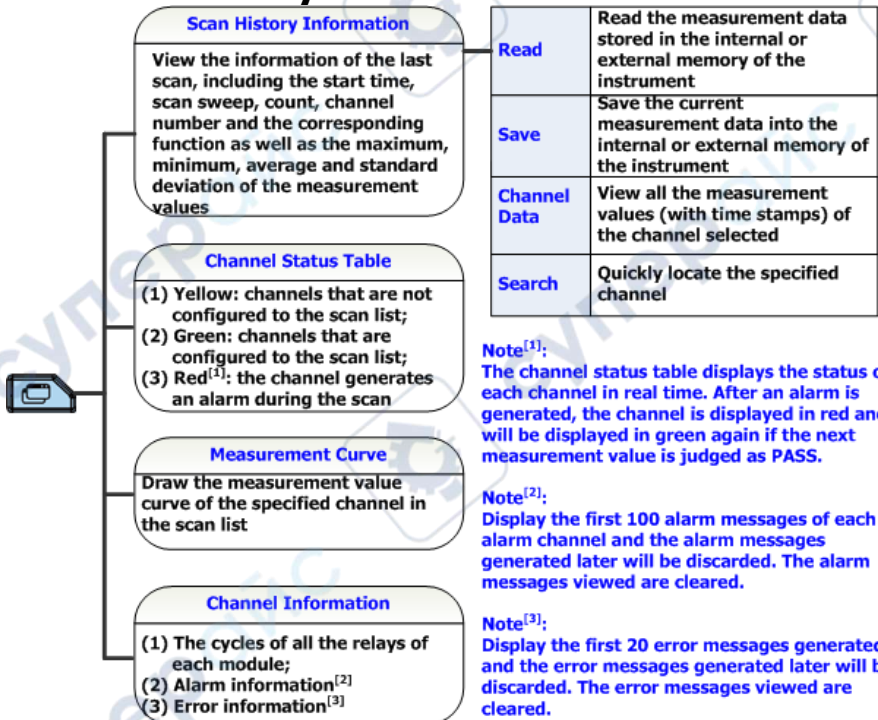 Scan History Information
View the information of the last
scan, including the start time,
scan sweep, count, channel
number and the corresponding
function as well as the maximum,
minimum, average and standard
deviation of the measurement
values
Read
Read the measurement data
stored in the internal or
external memory of the
instrument
Save
Save the current
measurement data into the
internal or external memory of
the instrument
Channel
Data
View all the measurement
values (with time stamps) of
the channel selected
Search
Quickly locate the specified
channel
Channel Status Table
(1) Yellow: channels that are not
configured to the scan list;
(2) Green: channels that are
configured to the scan list;
(3) Red[1]: the channel generates
an alarm during the scan
Measurement Curve
Draw the measurement value
curve of the specified channel in
the scan list
Channel Information
(1) The cycles of all the relays of
each module;
(2) Alarm information[2]
(3) Error information[3]
Note[1]:
The channel status table displays the status
each channel in real time. After an alarm is
generated, the channel is displayed in red and
will be displayed in green again if the next
measurement value is judged as PASS.
Note[2]:
Display the first 100 alarm messages of each
alarm channel and the alarm messages
generated later will be discarded. The alarm
messages viewed are cleared.
Note[3]:
Display the first 20 error messages generated
and the error messages generated later will
discarded. The error messages viewed are
cleared.